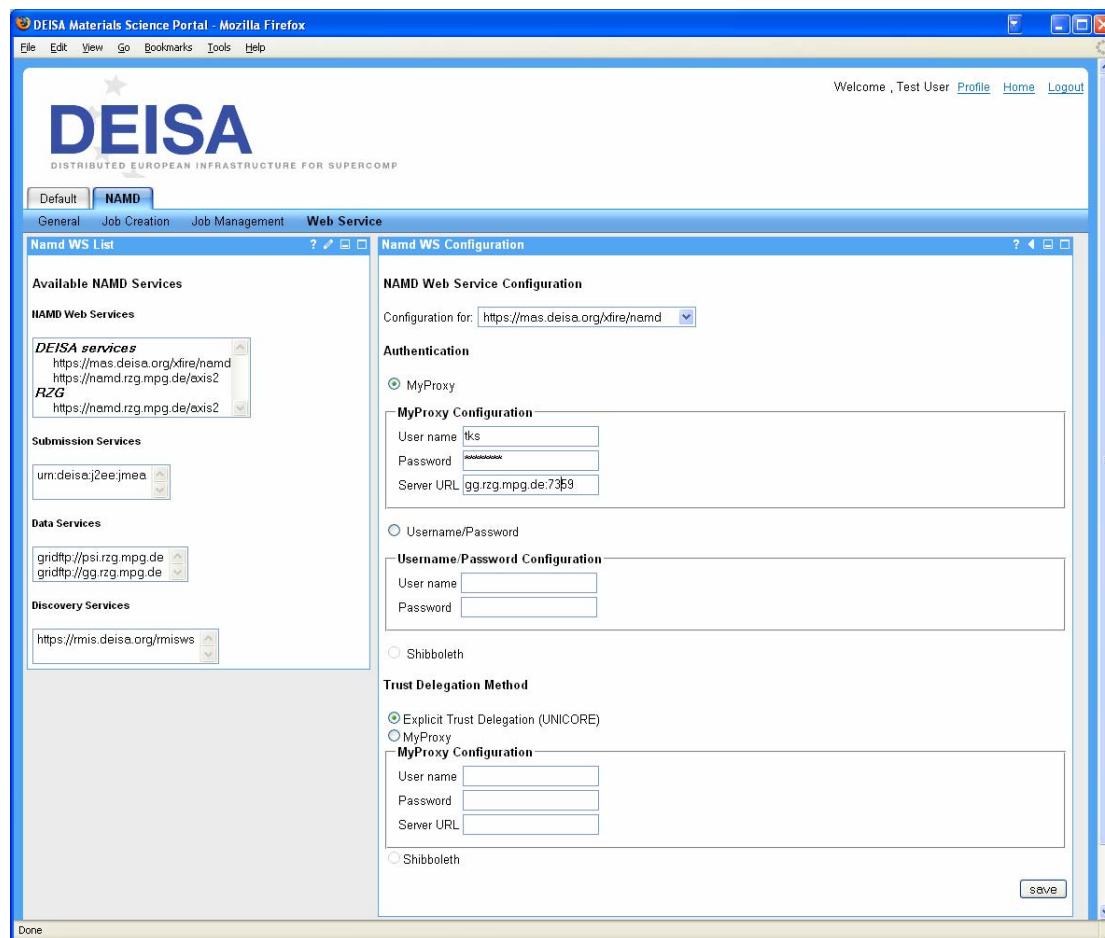 DEISA Materials Science Portal - Mozilla Firefox
File Edit View Go Bookmarks Tools Help
Welcome , Test User Profile Home Logout
DEISA
DISTRIBUTED EUROPEAN INFRASTRUCTURE FOR SUPERCOMP
Default NAMD
General Job Creation Job Management Web Service
Namd WS List ?
Available NAMD Services
NAMD Web Services
DEISA services
https://mas.deisa.org/xfire/namd
https://namd.rzg.mpg.de/axis2
RZG
https://namd.rzg.mpg.de/axis2
Submission Services
urn:deisa:j2ee:jmea
Data Services
gridftp://psi.rzg.mpg.de
gridftp://gg.rzg.mpg.de
Discovery Services
https://rmis.deisa.org/rmisws
Namd WS Configuration ?
NAMD Web Service Configuration
Configuration for: https://mas.deisa.org/xfire/namd
Authentication
MyProxy
MyProxy Configuration
User name tks
Password ********
Server URL gg.rzg.mpg.de:7359
Username/Password
Username/Password Configuration
User name
Password
Shibboleth
Trust Delegation Method
Explicit Trust Delegation (UNICORE)
MyProxy
MyProxy Configuration
User name
Password
Server URL
Shibboleth
save
Done